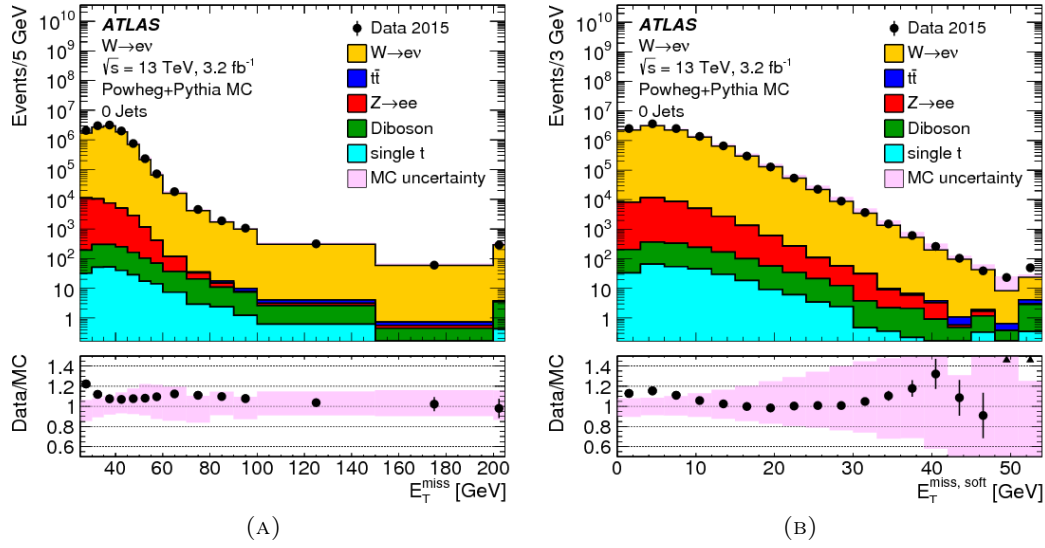 Events/5 GeV
10¹⁰
10⁹
10⁸
10⁷
10⁶
10⁵
10⁴
10³
10²
10
1
ATLAS
W→eν
√s = 13 TeV, 3.2 fb⁻¹
Powheg+Pythia MC
0 Jets
Data 2015
W→eν
tt̄
Z→ee
Diboson
single t
MC uncertainty
Data/MC
1.4
1.2
1
0.8
0.6
40 60 80 100 120 140 160 180 200
E_T^miss [GeV]
(A)
Events/3 GeV
10¹⁰
10⁹
10⁸
10⁷
10⁶
10⁵
10⁴
10³
10²
10
1
ATLAS
W→eν
√s = 13 TeV, 3.2 fb⁻¹
Powheg+Pythia MC
0 Jets
Data 2015
W→eν
tt̄
Z→ee
Diboson
single t
MC uncertainty
Data/MC
1.4
1.2
1
0.8
0.6
0 10 20 30 40 50
E_T^miss, soft [GeV]
(B)